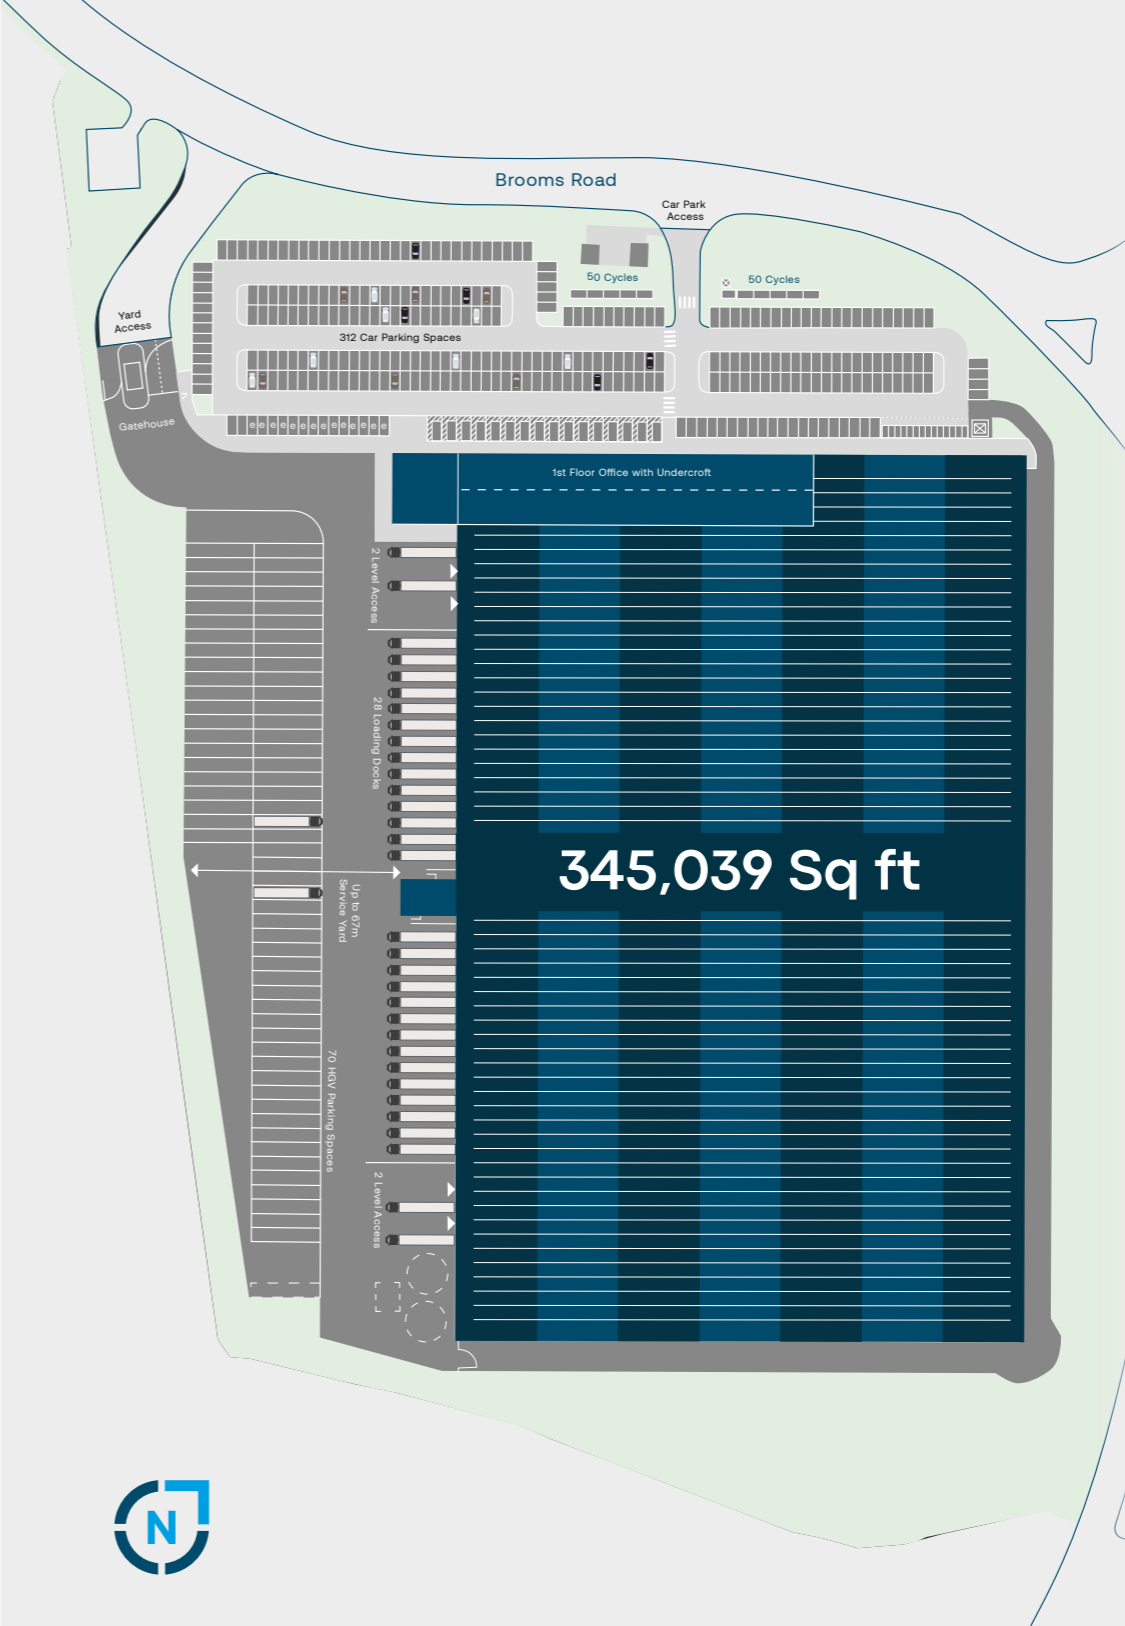 Brooms Road
Car Park
Access
50 Cycles
50 Cycles
Yard
Access
312 Car Parking Spaces
Gatehouse
e e e e e e e e e e e e e e
1st Floor Office with Undercroft
2 Level Access
28 Loading Docks
345,039 Sq ft
Up to 67m
Service Yard
70 HGV Parking Spaces
2 Level Access
N